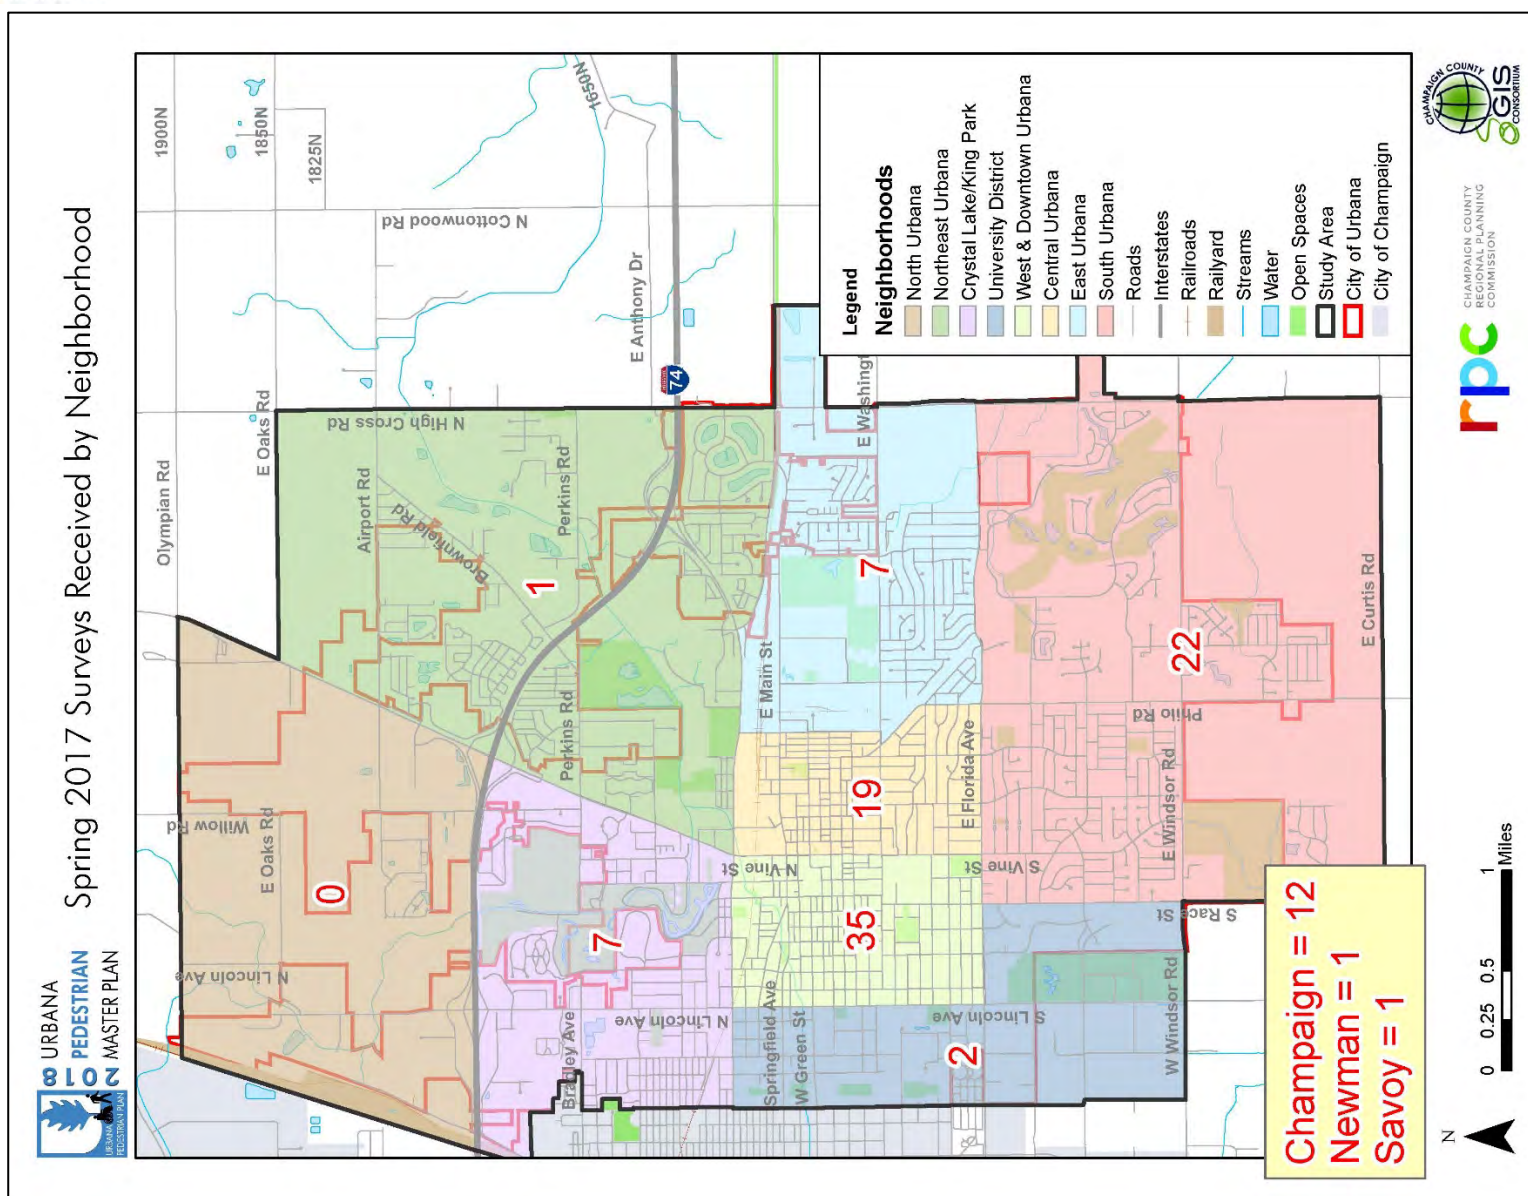 URBANA
PEDESTRIAN
MASTER PLAN
2018
URBANA
PEDESTRIAN PLAN
Spring 2017 Surveys Received by Neighborhood
Olympian Rd
1900N
E Oaks Rd
1850N
1825N
Willow Rd
E Oaks Rd
N Lincoln Ave
Airport Rd
N High Cross Rd
N Cottonwood Rd
1650N
Brownfield Rd
0
1
Perkins Rd
Perkins Rd
E Anthony Dr
74
Bradley Ave
7
N Lincoln Ave
N Vine St
E Main St
Springfield Ave
W Green St
35
19
7
E Washingt
S Lincoln Ave
2
S Vine St
E Florida Ave
W Windsor Rd
S Race St
E Windsor Rd
Philo Rd
22
E Curtis Rd
Champaign = 12
Newman = 1
Savoy = 1
Legend
Neighborhoods
North Urbana
Northeast Urbana
Crystal Lake/King Park
University District
West & Downtown Urbana
Central Urbana
East Urbana
South Urbana
Roads
Interstates
Railroads
Railyard
Streams
Water
Open Spaces
Study Area
City of Urbana
City of Champaign
N
0 0.25 0.5 1
Miles
rpc
CHAMPAIGN COUNTY
REGIONAL PLANNING
COMMISSION
CHAMPAIGN COUNTY
GIS
CONSORTIUM